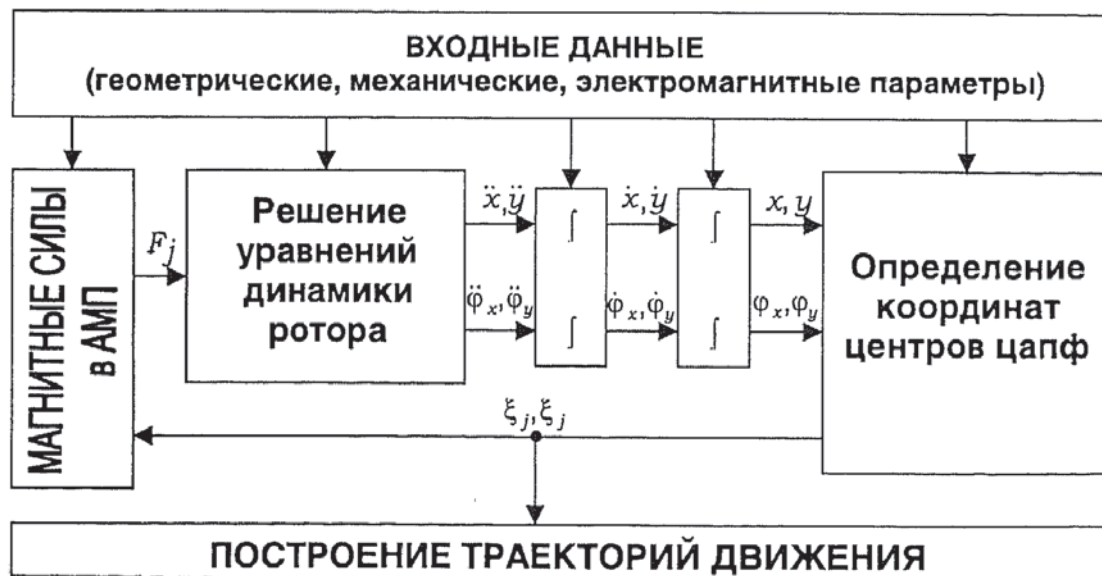 ВХОДНЫЕ ДАННЫЕ
(геометрические, механические, электромагнитные параметры)
МАГНИТНЫЕ СИЛЫ
в АМП
F_j
Решение
уравнений
динамики
ротора
ẍ, ÿ
φ̈_x, φ̈_y
∫
∫
ẋ, ẏ
φ̇_x, φ̇_y
∫
∫
x, y
φ_x, φ_y
Определение
координат
центров цапф
ξ_j, ξ_j
ПОСТРОЕНИЕ ТРАЕКТОРИЙ ДВИЖЕНИЯ